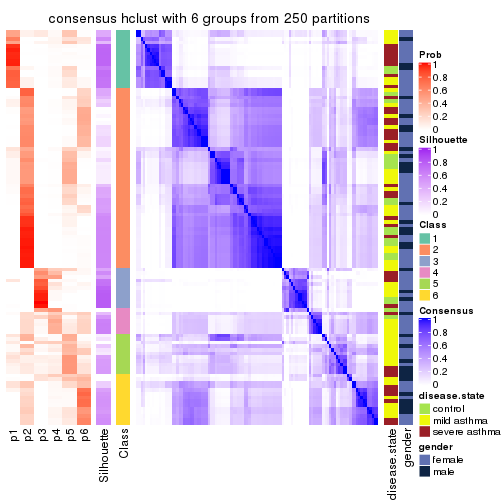 consensus hclust with 6 groups from 250 partitions
Prob
1
0.8
0.6
0.4
0.2
0
Silhouette
1
0.8
0.6
0.4
0.2
0
Class
1
2
3
4
5
6
Consensus
1
0.8
0.6
0.4
0.2
0
disease.state
control
mild asthma
severe asthma
gender
female
male
p1
p2
p3
p4
p5
p6
Silhouette
Class
disease.state
gender